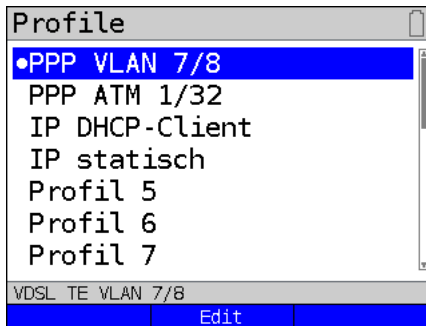 Profile
•PPP VLAN 7/8
PPP ATM 1/32
IP DHCP-Client
IP statisch
Profil 5
Profil 6
Profil 7
VDSL TE VLAN 7/8
Edit